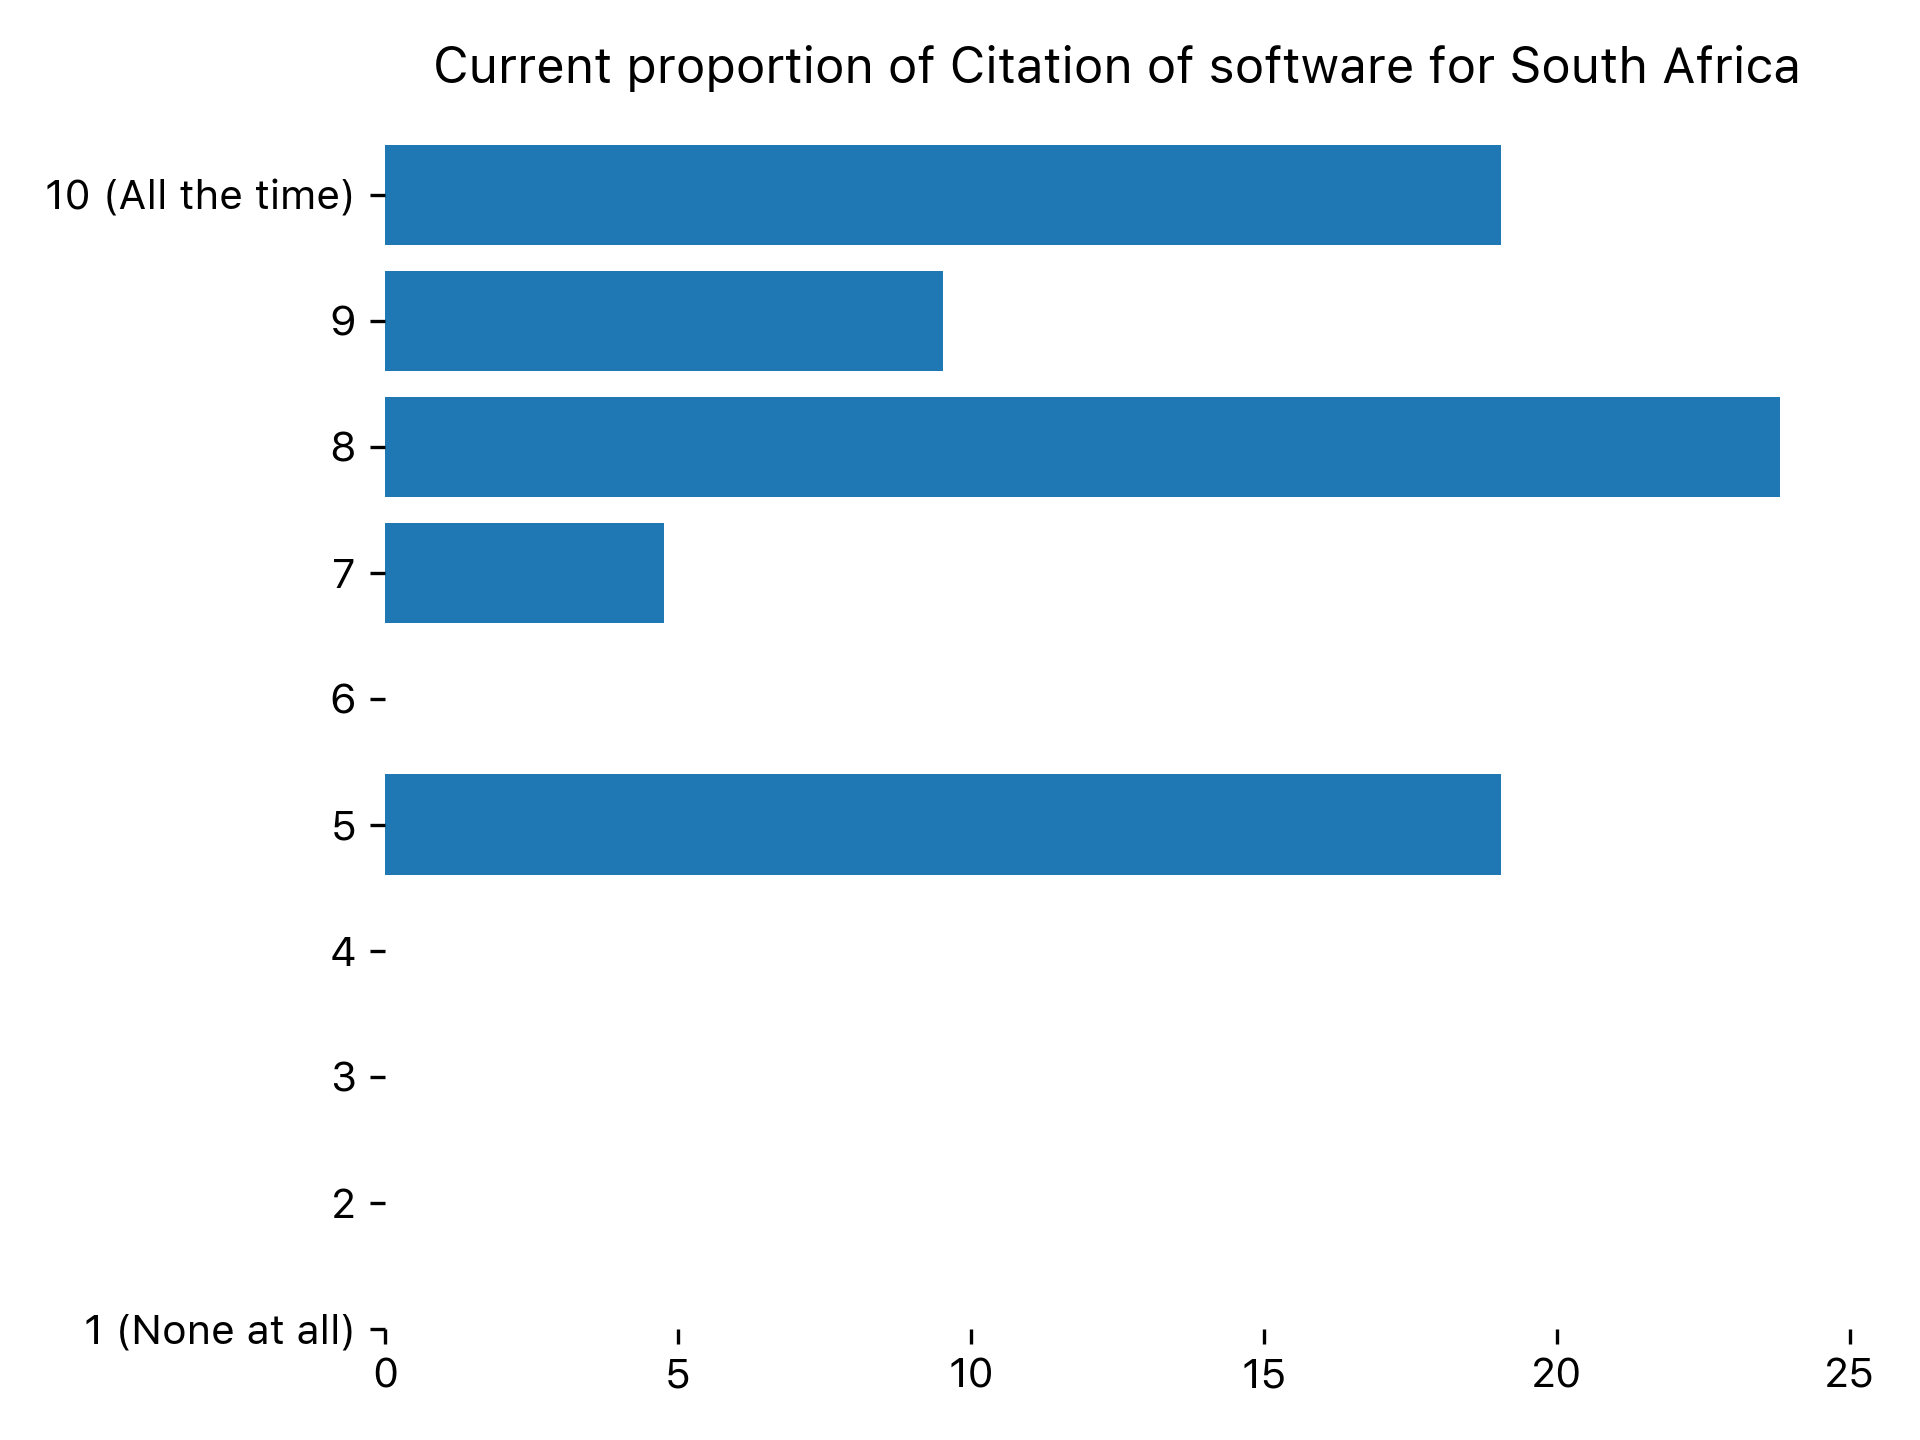 Current proportion of Citation of software for South Africa
10 (All the time)
9
8
7
6
5
4
3
2
1 (None at all)
0 5 10 15 20 25